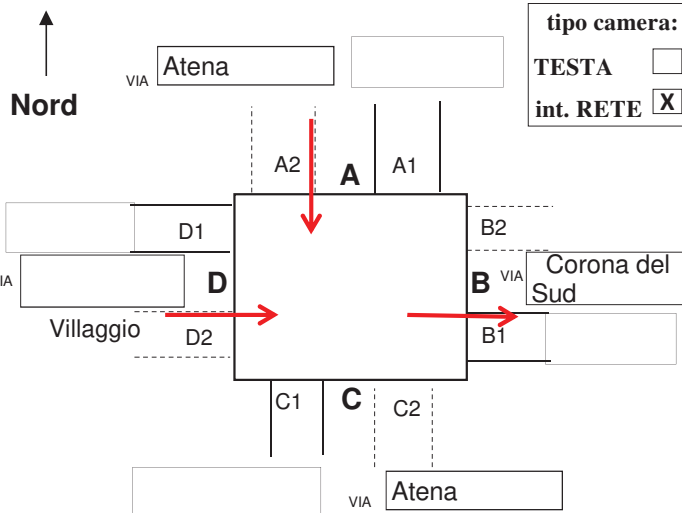 tipo camera:
TESTA
int. RETE X
Nord
VIA Atena
A2
A
A1
D1
B2
IA
D
B
VIA Corona del
Sud
Villaggio
D2
B1
C1
C
C2
VIA Atena